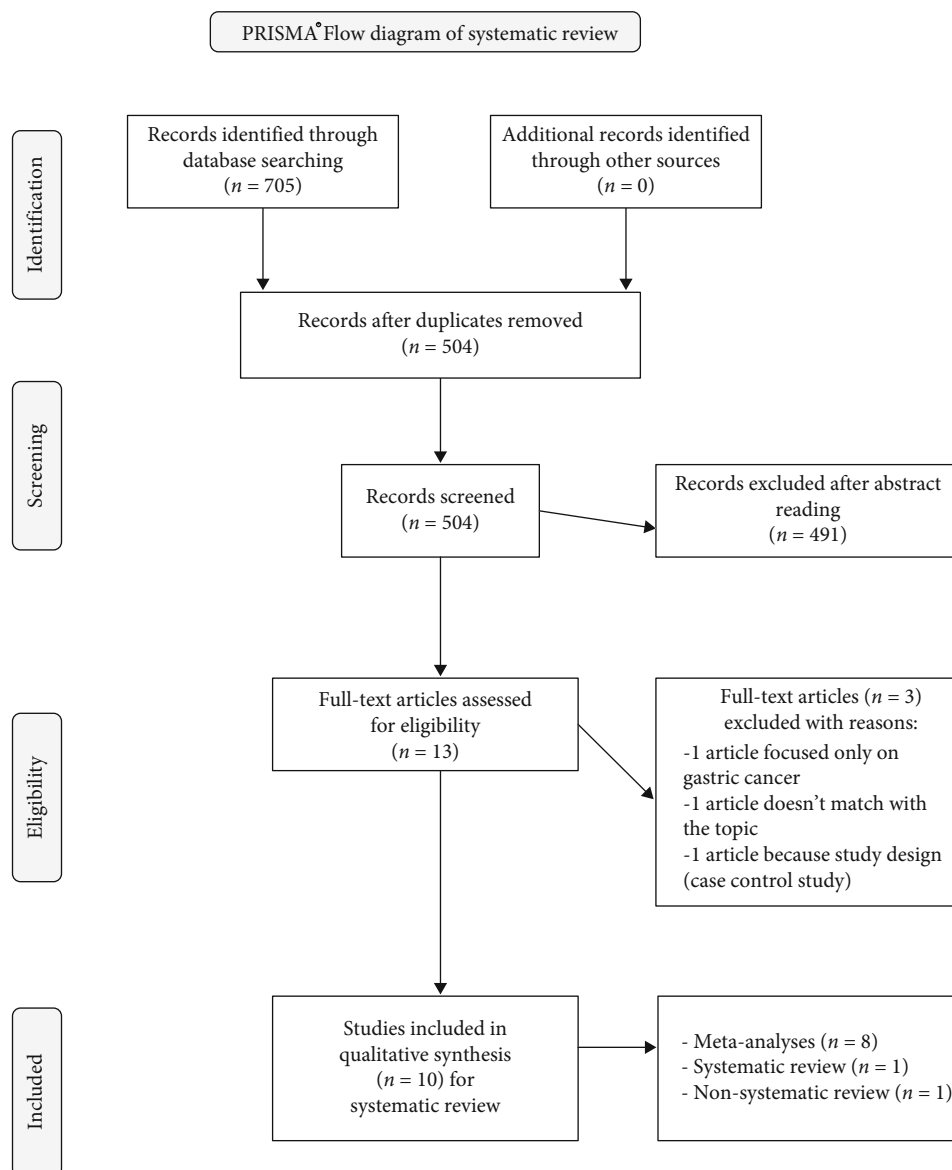 PRISMA° Flow diagram of systematic review
Identification
Records identified through
database searching
(n = 705)
Additional records identified
through other sources
(n = 0)
Records after duplicates removed
(n = 504)
Screening
Records screened
(n = 504)
Records excluded after abstract
reading
(n = 491)
Eligibility
Full-text articles assessed
for eligibility
(n = 13)
Full-text articles (n = 3)
excluded with reasons:
-1 article focused only on
gastric cancer
-1 article doesn’t match with
the topic
-1 article because study design
(case control study)
Included
Studies included in
qualitative synthesis
(n = 10) for
systematic review
- Meta-analyses (n = 8)
- Systematic review (n = 1)
- Non-systematic review (n = 1)